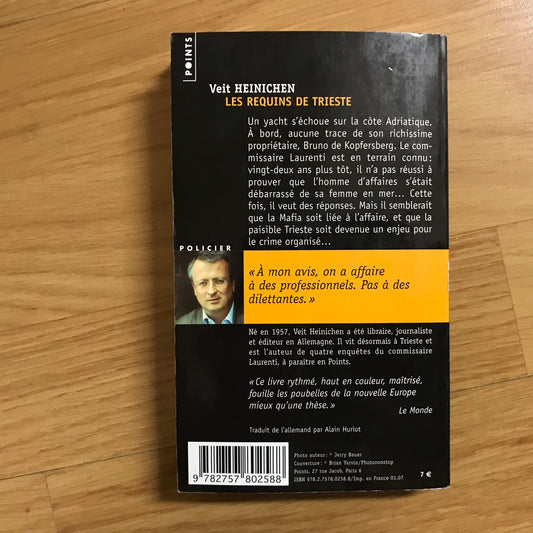 POINTS
Veit HEINICHEN
LES REQUINS DE TRIESTE
Un yacht s'échoue sur la côte Adriatique.
À bord, aucune trace de son richissime
propriétaire, Bruno de Kopfersberg. Le com-
missaire Laurenti est en terrain connu :
vingt-deux ans plus tôt, il n'a pas réussi à
prouver que l'homme d'affaires s'était
débarrassé de sa femme en mer... Cette
fois, il veut des réponses. Mais il semblerait
que la Mafia soit liée à l'affaire, et que la
paisible Trieste soit devenue un enjeu pour
le crime organisé...
POLICIER
« À mon avis, on a affaire
à des professionnels. Pas à des
dilettantes. »
Né en 1957, Veit Heinichen a été libraire, journaliste
et éditeur en Allemagne. Il vit désormais à Trieste et
est l'auteur de quatre enquêtes du commissaire
Laurenti, à paraître en Points.
« Ce livre rythmé, haut en couleur, maîtrisé,
fouille les poubelles de la nouvelle Europe
mieux qu'une thèse. »
Le Monde
Traduit de l'allemand par Alain Huriot
9 782757 802588
Photo auteur : © Jerry Bauer
Couverture : © Brian Yarvin/Photononstop
Points, 27 rue Jacob, Paris 6
ISBN 978.2.7578.0258.8/Imp. en France 01.07
7 €